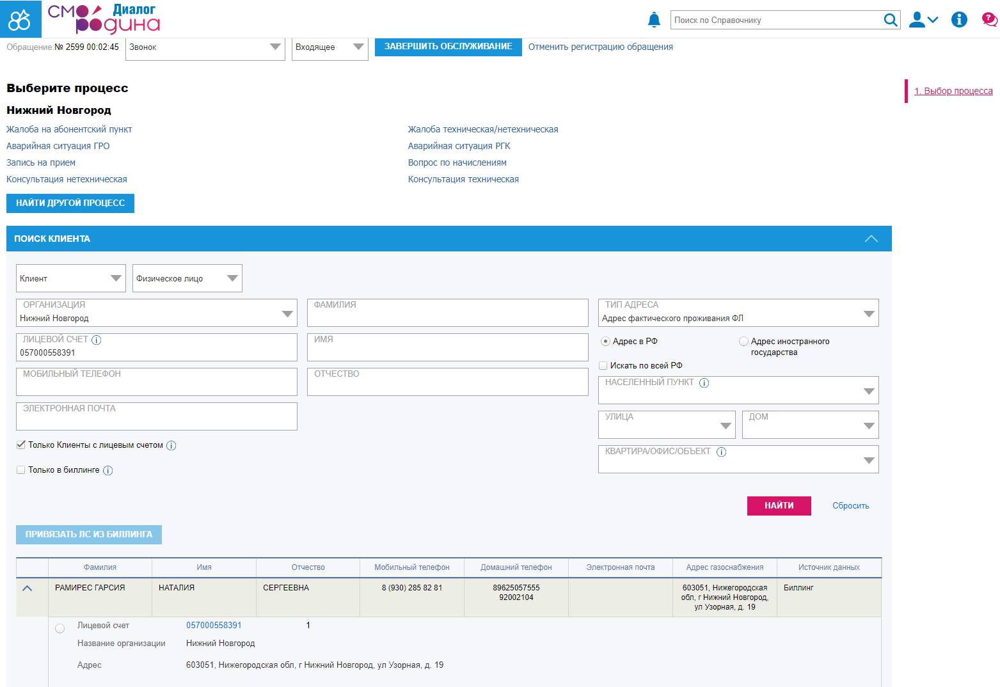 СМОРОДИНА Диалог
Поиск по Справочнику
Обращение: № 2599 00:02:45 Звонок Входящее ЗАВЕРШИТЬ ОБСЛУЖИВАНИЕ Отменить регистрацию обращения
Выберите процесс
1. Выбор процесса
Нижний Новгород
Жалоба на абонентский пункт Жалоба техническая/нетехническая
Аварийная ситуация ГРО Аварийная ситуация РГК
Запись на прием Вопрос по начислениям
Консультация нетехническая Консультация техническая
НАЙТИ ДРУГОЙ ПРОЦЕСС
ПОИСК КЛИЕНТА
Клиент Физическое лицо
ОРГАНИЗАЦИЯ ФАМИЛИЯ ТИП АДРЕСА
Нижний Новгород Адрес фактического проживания ФЛ
ЛИЦЕВОЙ СЧЕТ ИМЯ Адрес в РФ Адрес иностранного
государства
057000558391
Искать по всей РФ
МОБИЛЬНЫЙ ТЕЛЕФОН ОТЧЕСТВО
НАСЕЛЕННЫЙ ПУНКТ
ЭЛЕКТРОННАЯ ПОЧТА
УЛИЦА ДОМ
Только Клиенты с лицевым счетом
КВАРТИРА/ОФИС/ОБЪЕКТ
Только в биллинге
НАЙТИ Сбросить
ПРИВЯЗАТЬ ЛС ИЗ БИЛЛИНГА
Фамилия Имя Отчество Мобильный телефон Домашний телефон Электронная почта Адрес газоснабжения Источник данных
РАМИРЕС ГАРСИЯ НАТАЛИЯ СЕРГЕЕВНА 8 (930) 285 82 81 89625057555 603051, Нижегородская Биллинг
92002104 обл, г Нижний Новгород,
ул Узорная, д. 19
Лицевой счет 057000558391 1
Название организации Нижний Новгород
Адрес 603051, Нижегородская обл, г Нижний Новгород, ул Узорная, д. 19